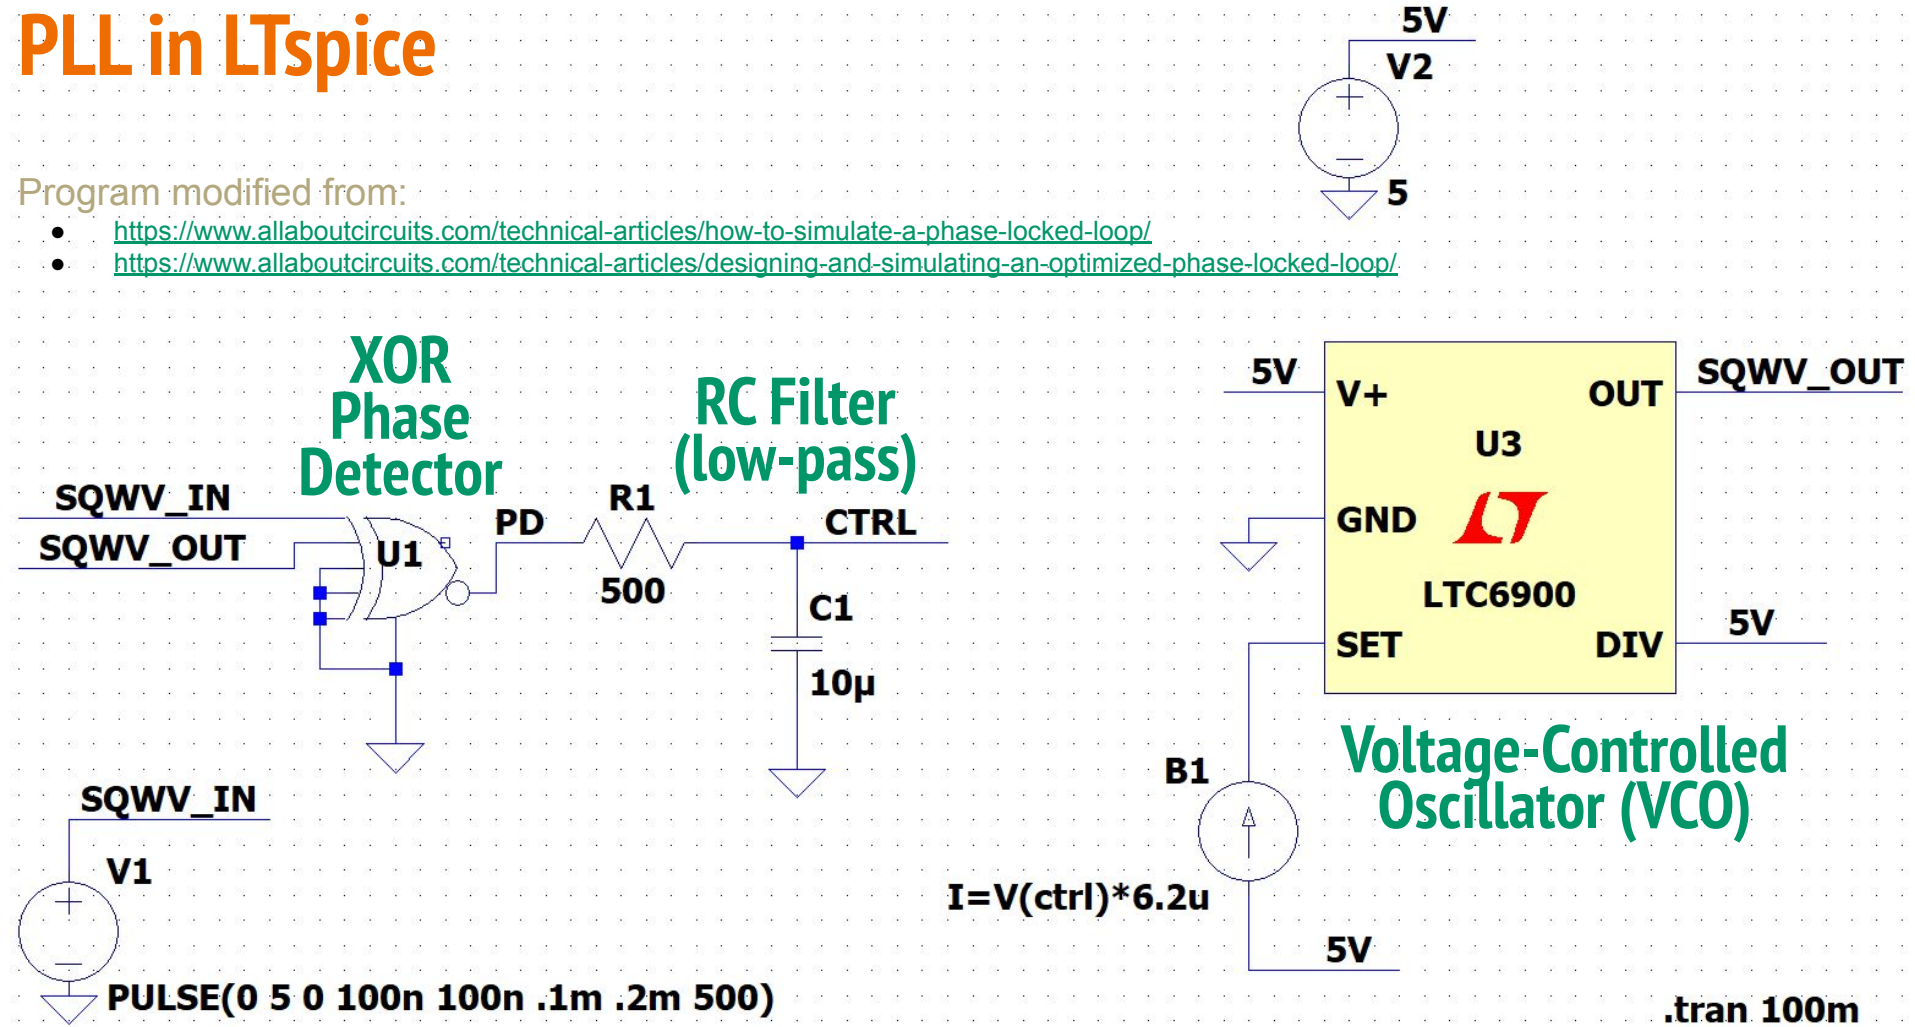 PLL in LTspice
5V
V2
5
Program modified from:
https://www.allaboutcircuits.com/technical-articles/how-to-simulate-a-phase-locked-loop/
https://www.allaboutcircuits.com/technical-articles/designing-and-simulating-an-optimized-phase-locked-loop/
XOR
Phase
Detector
RC Filter
(low-pass)
SQWV_IN
SQWV_OUT
U1
PD
R1
500
CTRL
C1
10µ
5V
V+
OUT
SQWV_OUT
U3
GND
LTC6900
SET
DIV
5V
Voltage-Controlled
Oscillator (VCO)
B1
I=V(ctrl)*6.2u
5V
SQWV_IN
V1
PULSE(0 5 0 100n 100n .1m .2m 500)
.tran 100m